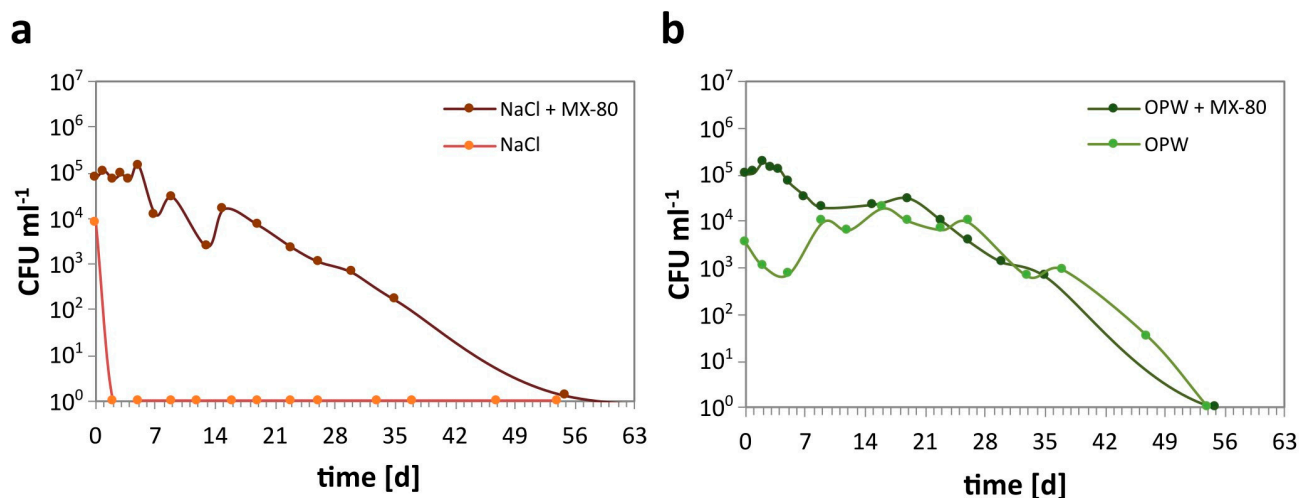 a
10⁷
10⁶
10⁵
10⁴
10³
10²
10¹
10⁰
CFU ml⁻¹
NaCl + MX-80
NaCl
0 7 14 21 28 35 42 49 56 63
time [d]
b
10⁷
10⁶
10⁵
10⁴
10³
10²
10¹
10⁰
CFU ml⁻¹
OPW + MX-80
OPW
0 7 14 21 28 35 42 49 56 63
time [d]